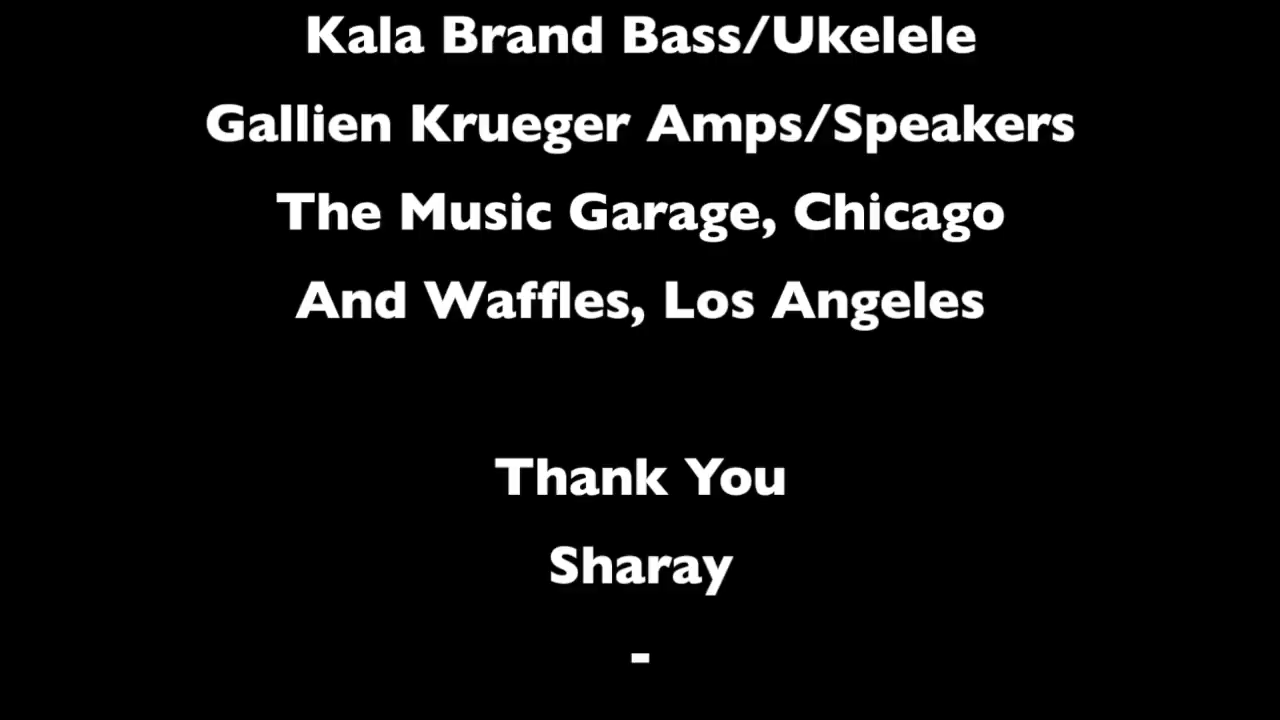 Kala Brand Bass/Ukelele
Gallien Krueger Amps/Speakers
The Music Garage, Chicago
And Waffles, Los Angeles
Thank You
Sharay
-